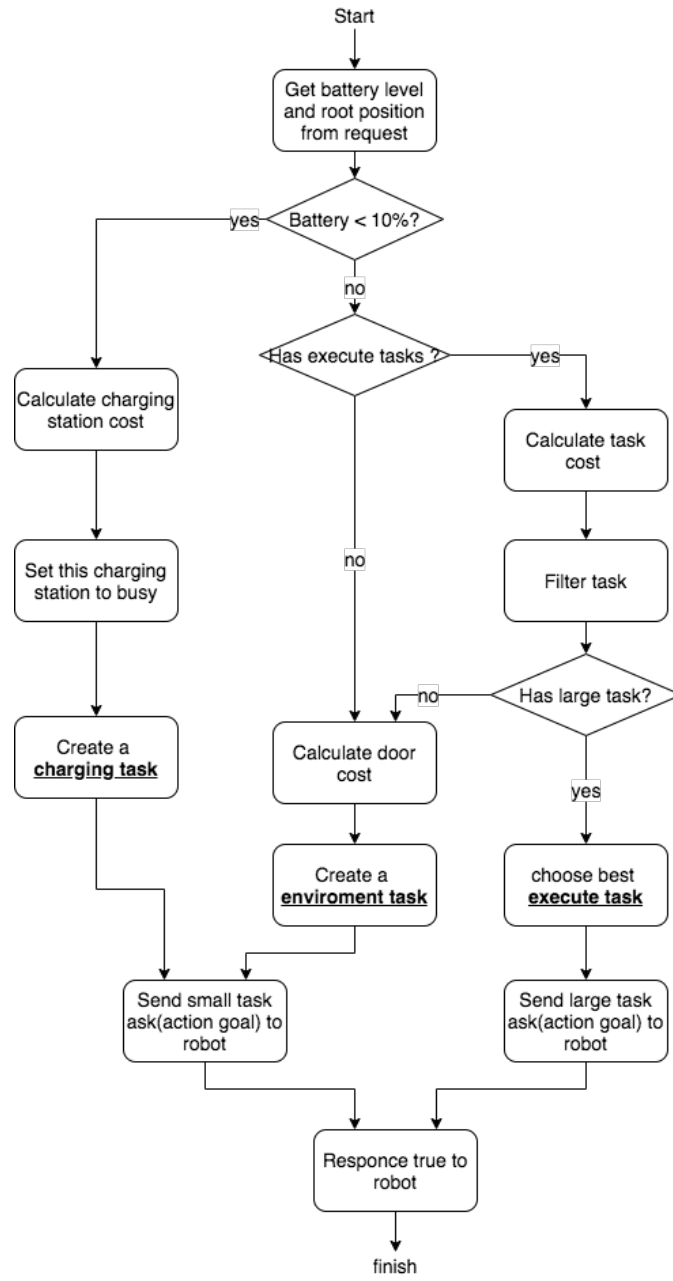 Start
Get battery level
and root position
from request
Battery < 10%?
yes
no
Has execute tasks ?
yes
Calculate charging
station cost
Calculate task
cost
Set this charging
station to busy
no
Filter task
Has large task?
no
Create a
charging task
Calculate door
cost
yes
Create a
enviroment task
choose best
execute task
Send small task
ask(action goal) to
robot
Send large task
ask(action goal) to
robot
Responce true to
robot
finish